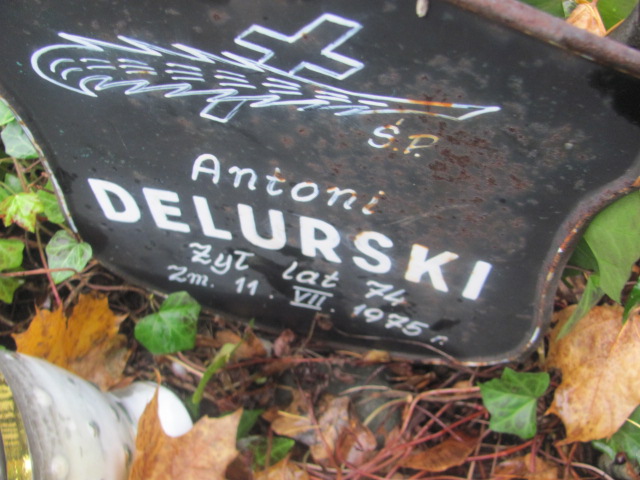 Ś.P.
Antoni
DELURSKI
żył lat 74
Zm. 11. VII. 1975 r.